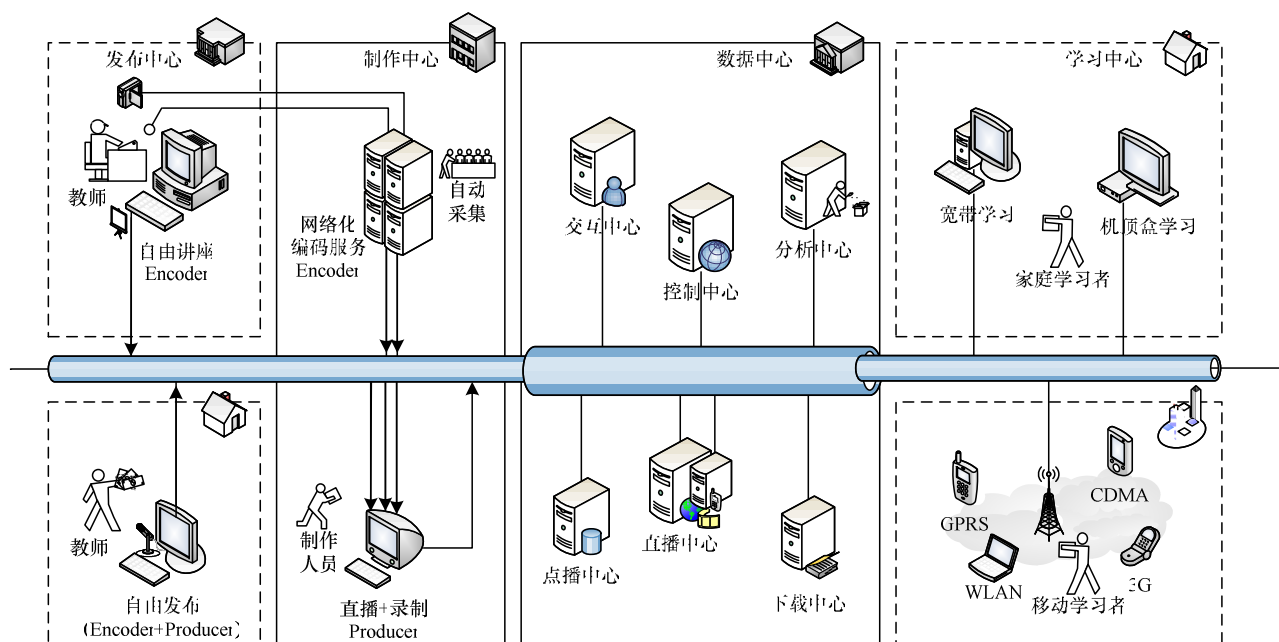 发布中心
教师
自由讲座
Encoder
教师
自由发布
(Encoder+Producer)
制作中心
网络化
编码服务
Encoder
自动
采集
制作
人员
直播+录制
Producer
数据中心
交互中心
控制中心
分析中心
点播中心
直播中心
下载中心
学习中心
宽带学习
机顶盒学习
家庭学习者
GPRS
CDMA
WLAN
3G
移动学习者